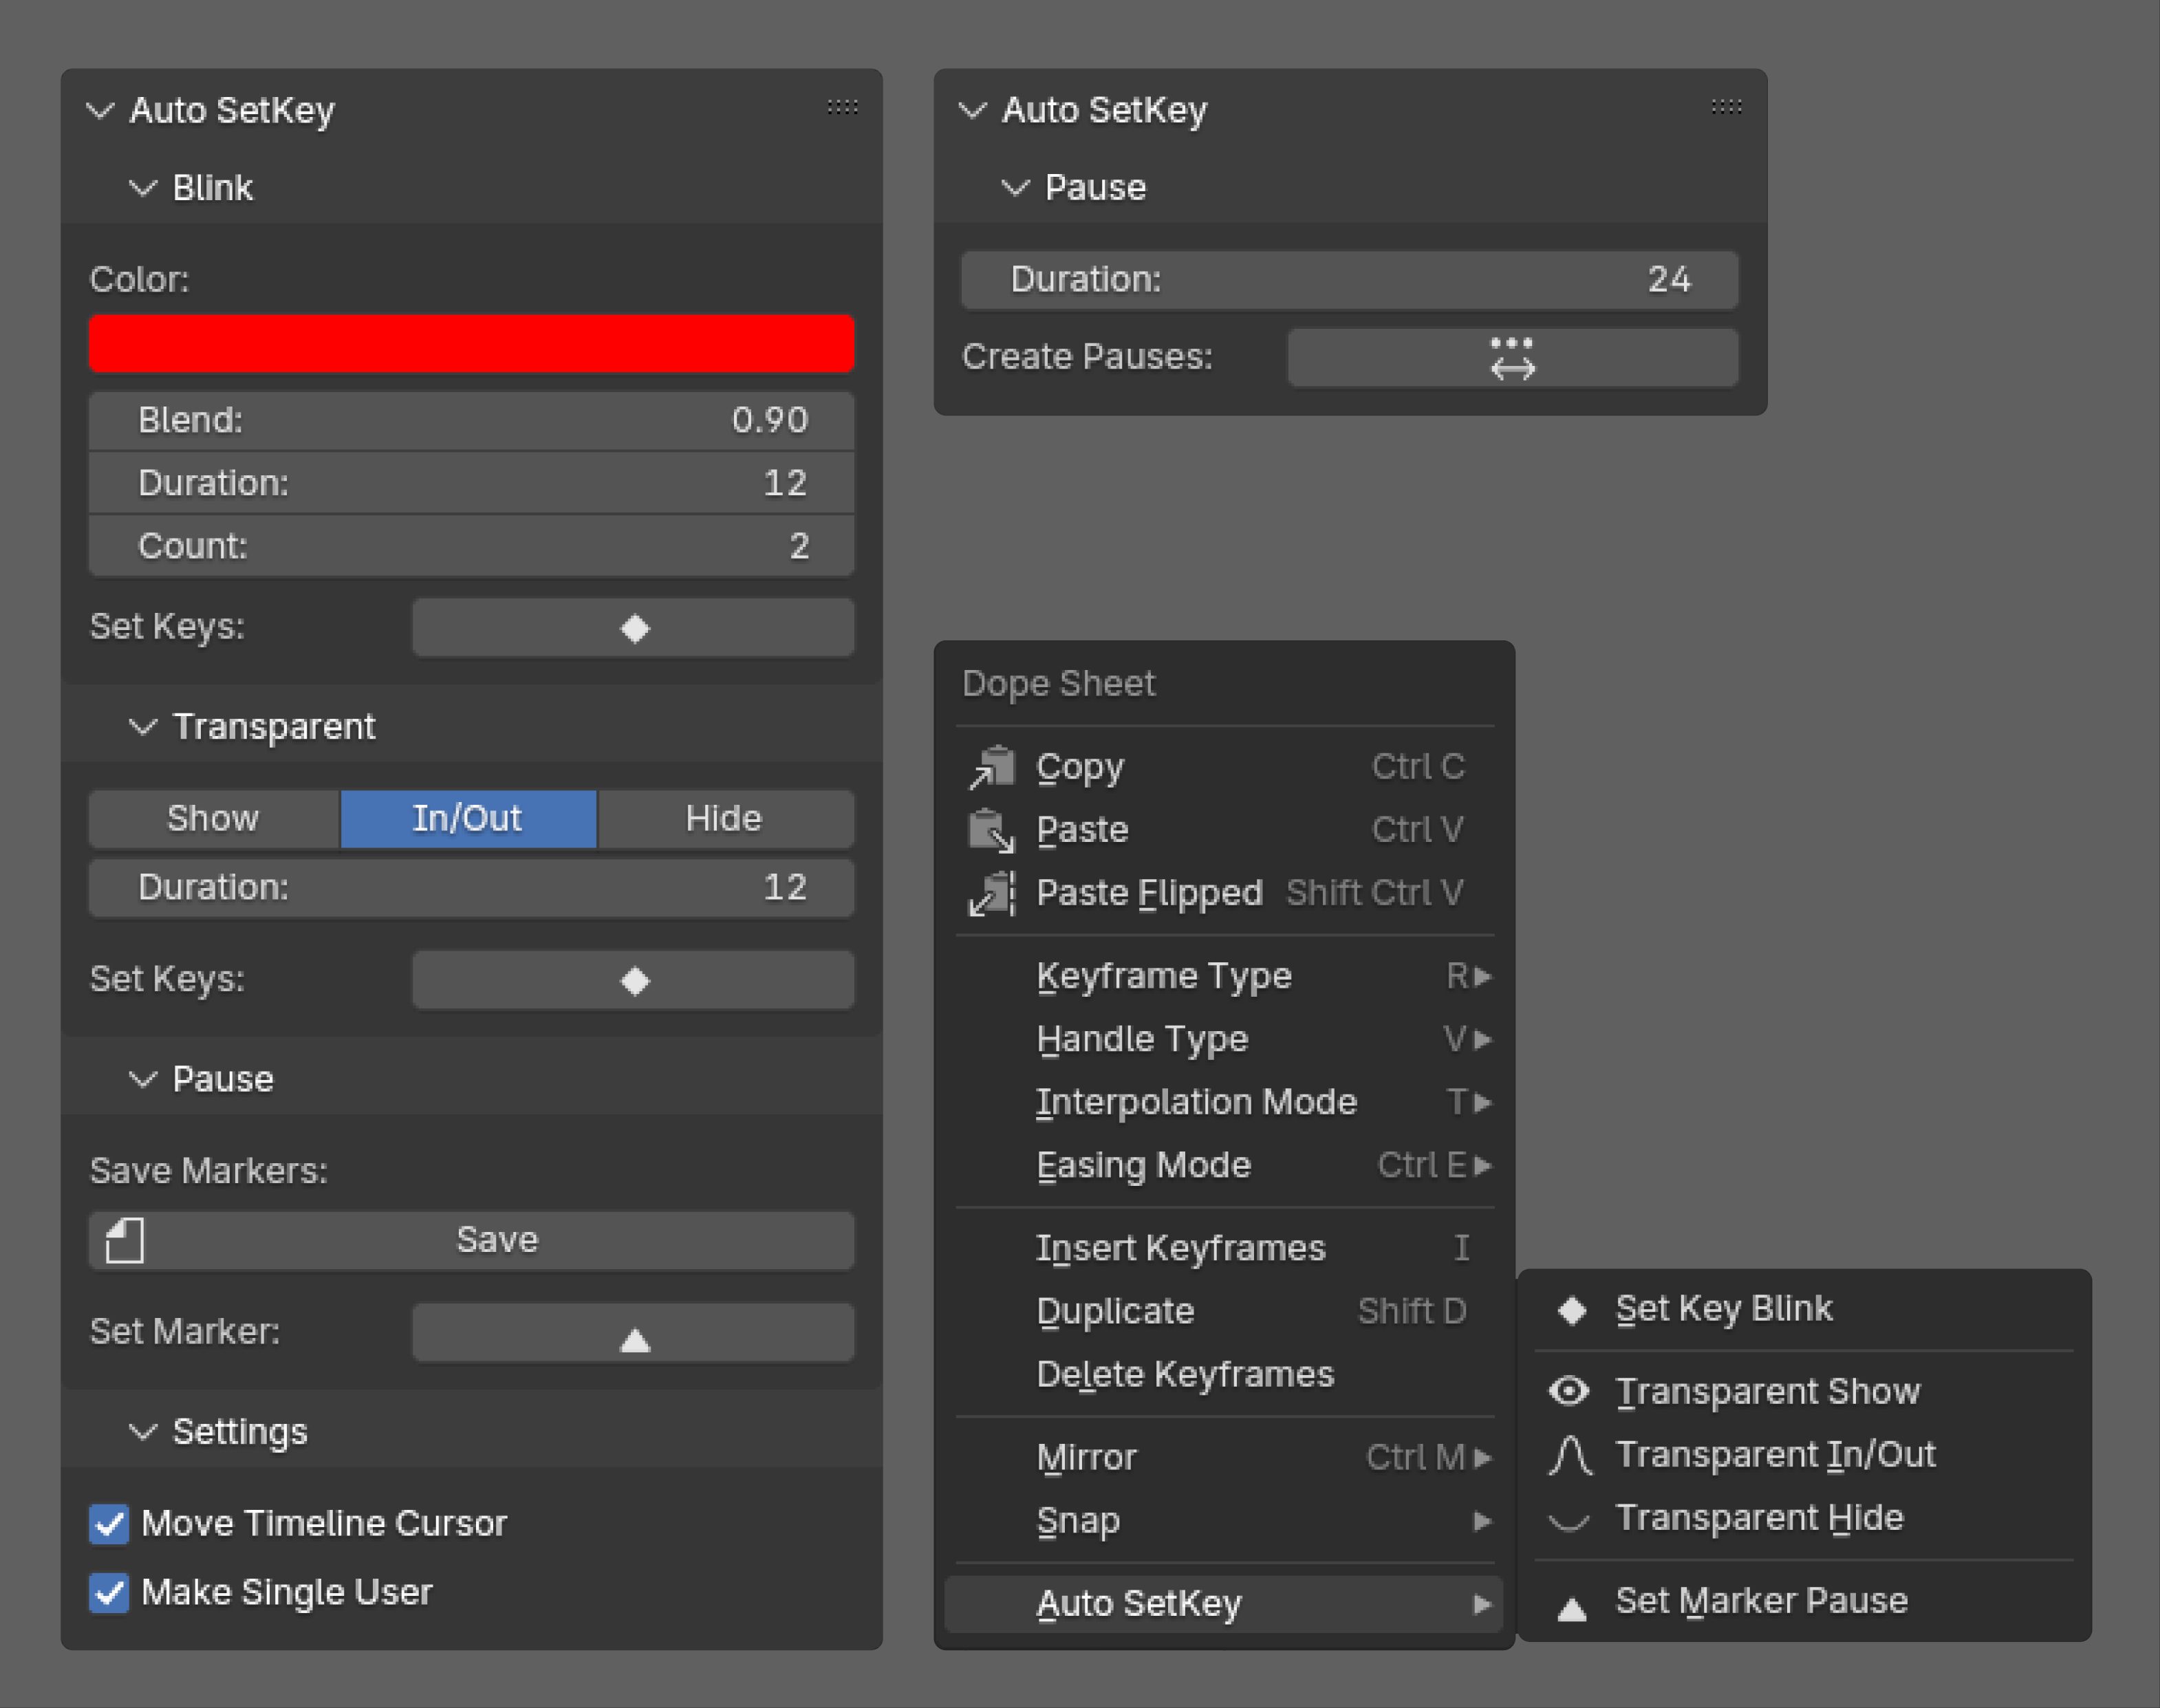 Auto SetKey
Blink
Color:
Blend: 0.90
Duration: 12
Count: 2
Set Keys:
Transparent
Show In/Out Hide
Duration: 12
Set Keys:
Pause
Save Markers:
Save
Set Marker:
Settings
Move Timeline Cursor
Make Single User
Auto SetKey
Pause
Duration: 24
Create Pauses:
Dope Sheet
Copy Ctrl C
Paste Ctrl V
Paste Flipped Shift Ctrl V
Keyframe Type R
Handle Type V
Interpolation Mode T
Easing Mode Ctrl E
Insert Keyframes I
Duplicate Shift D
Delete Keyframes
Mirror Ctrl M
Snap
Auto SetKey
Set Key Blink
Transparent Show
Transparent In/Out
Transparent Hide
Set Marker Pause